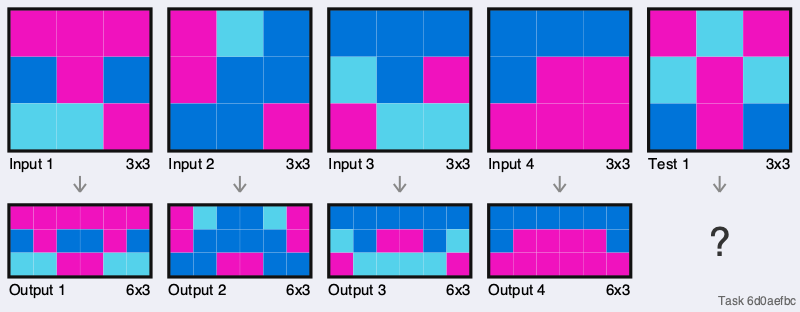 Input 1 3x3
Input 2 3x3
Input 3 3x3
Input 4 3x3
Test 1 3x3
?
Output 1 6x3
Output 2 6x3
Output 3 6x3
Output 4 6x3
Task 6d0aefbc